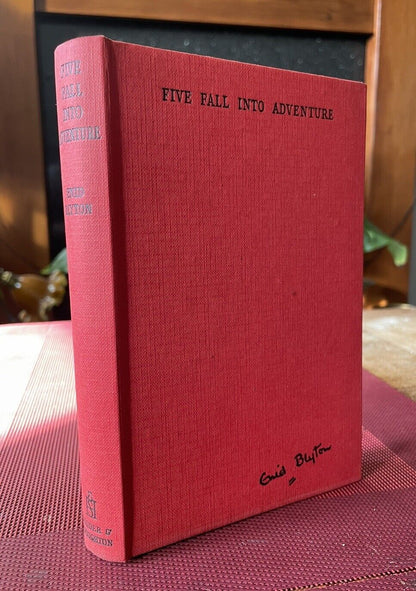 FIVE
FALL
INTO
ADVENTURE
ENID
BLYTON
HODDER &
STOUGHTON
FIVE FALL INTO ADVENTURE
Enid Blyton